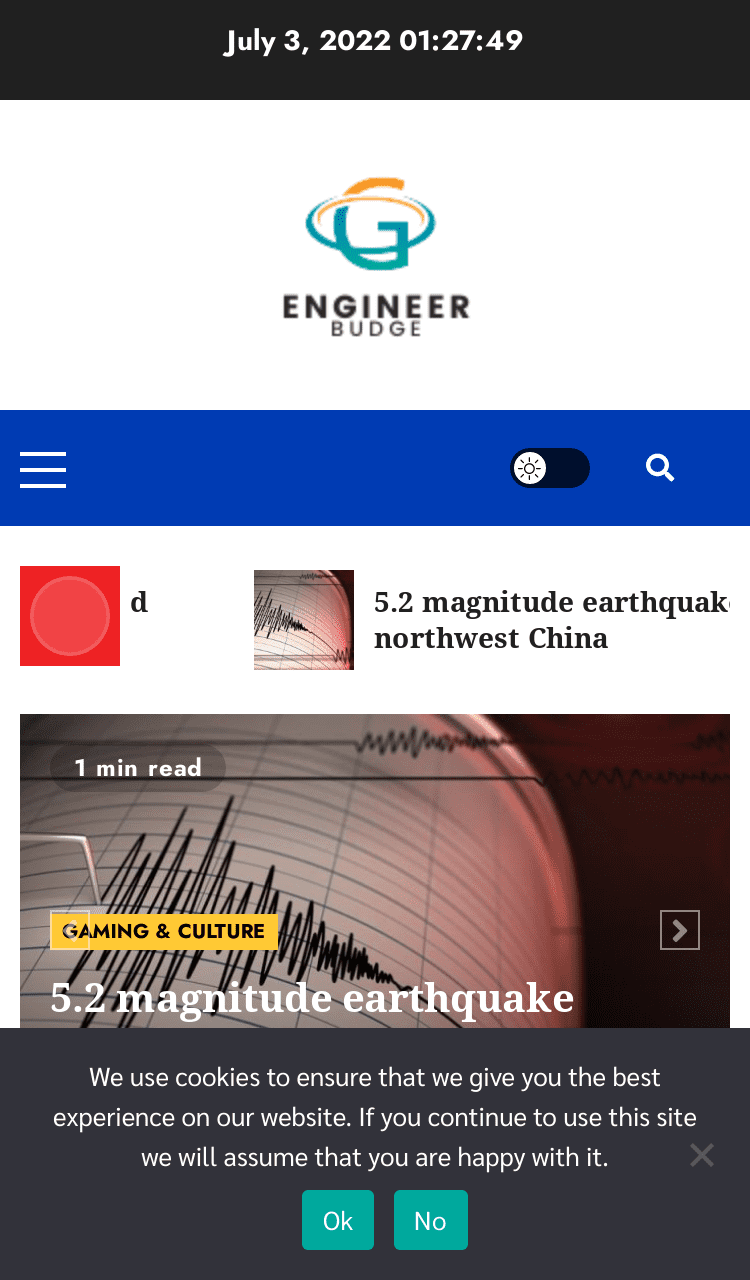 July 3, 2022 01:27:49
ENGINEER
BUDGE
d
5.2 magnitude earthquake
northwest China
1 min read
GAMING & CULTURE
5.2 magnitude earthquake
We use cookies to ensure that we give you the best
experience on our website. If you continue to use this site
we will assume that you are happy with it.
Ok
No